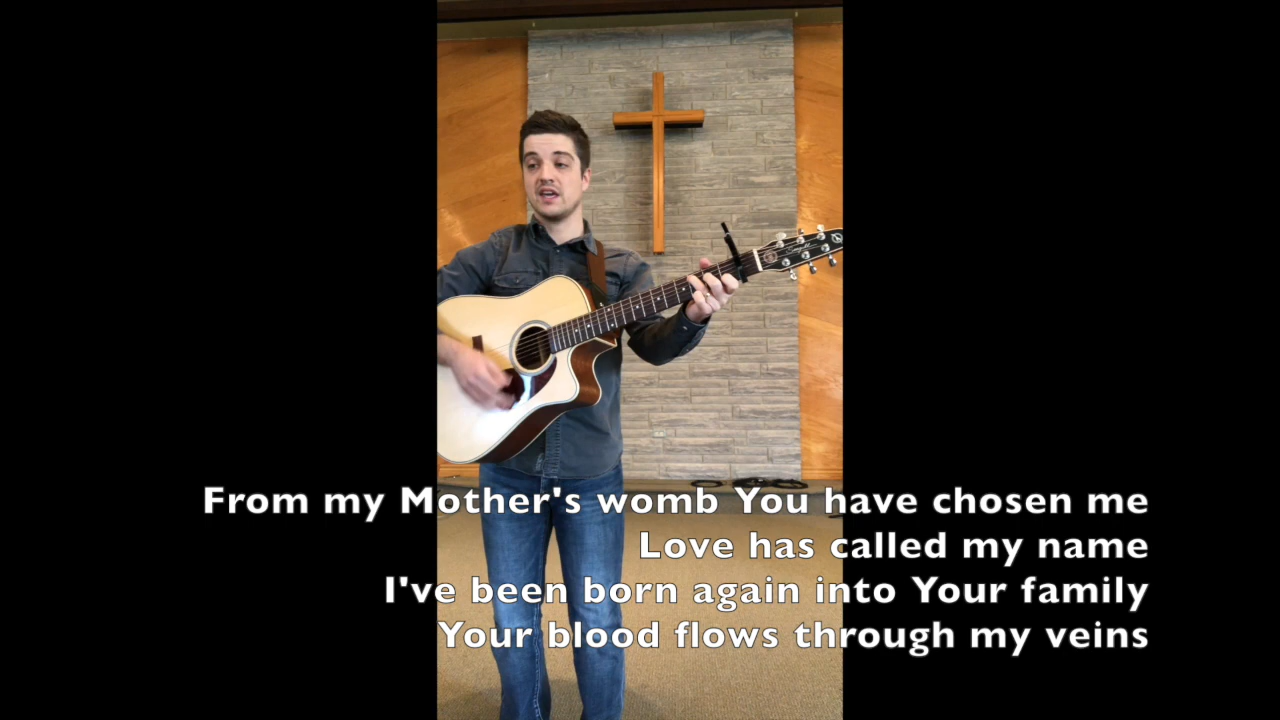 From my Mother's womb You have chosen me
Love has called my name
I've been born again into Your family
Your blood flows through my veins